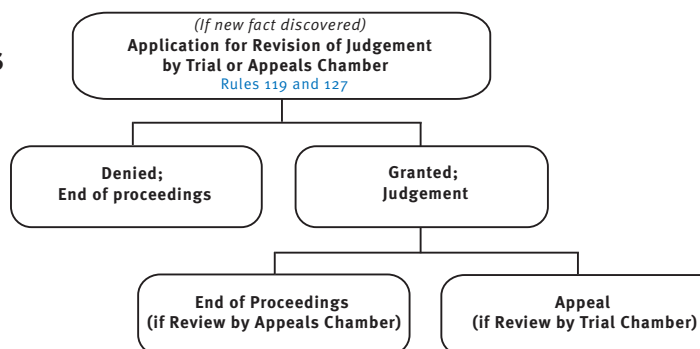 (If new fact discovered)
Application for Revision of Judgement
by Trial or Appeals Chamber
Rules 119 and 127
Denied;
End of proceedings
Granted;
Judgement
End of Proceedings
(if Review by Appeals Chamber)
Appeal
(if Review by Trial Chamber)